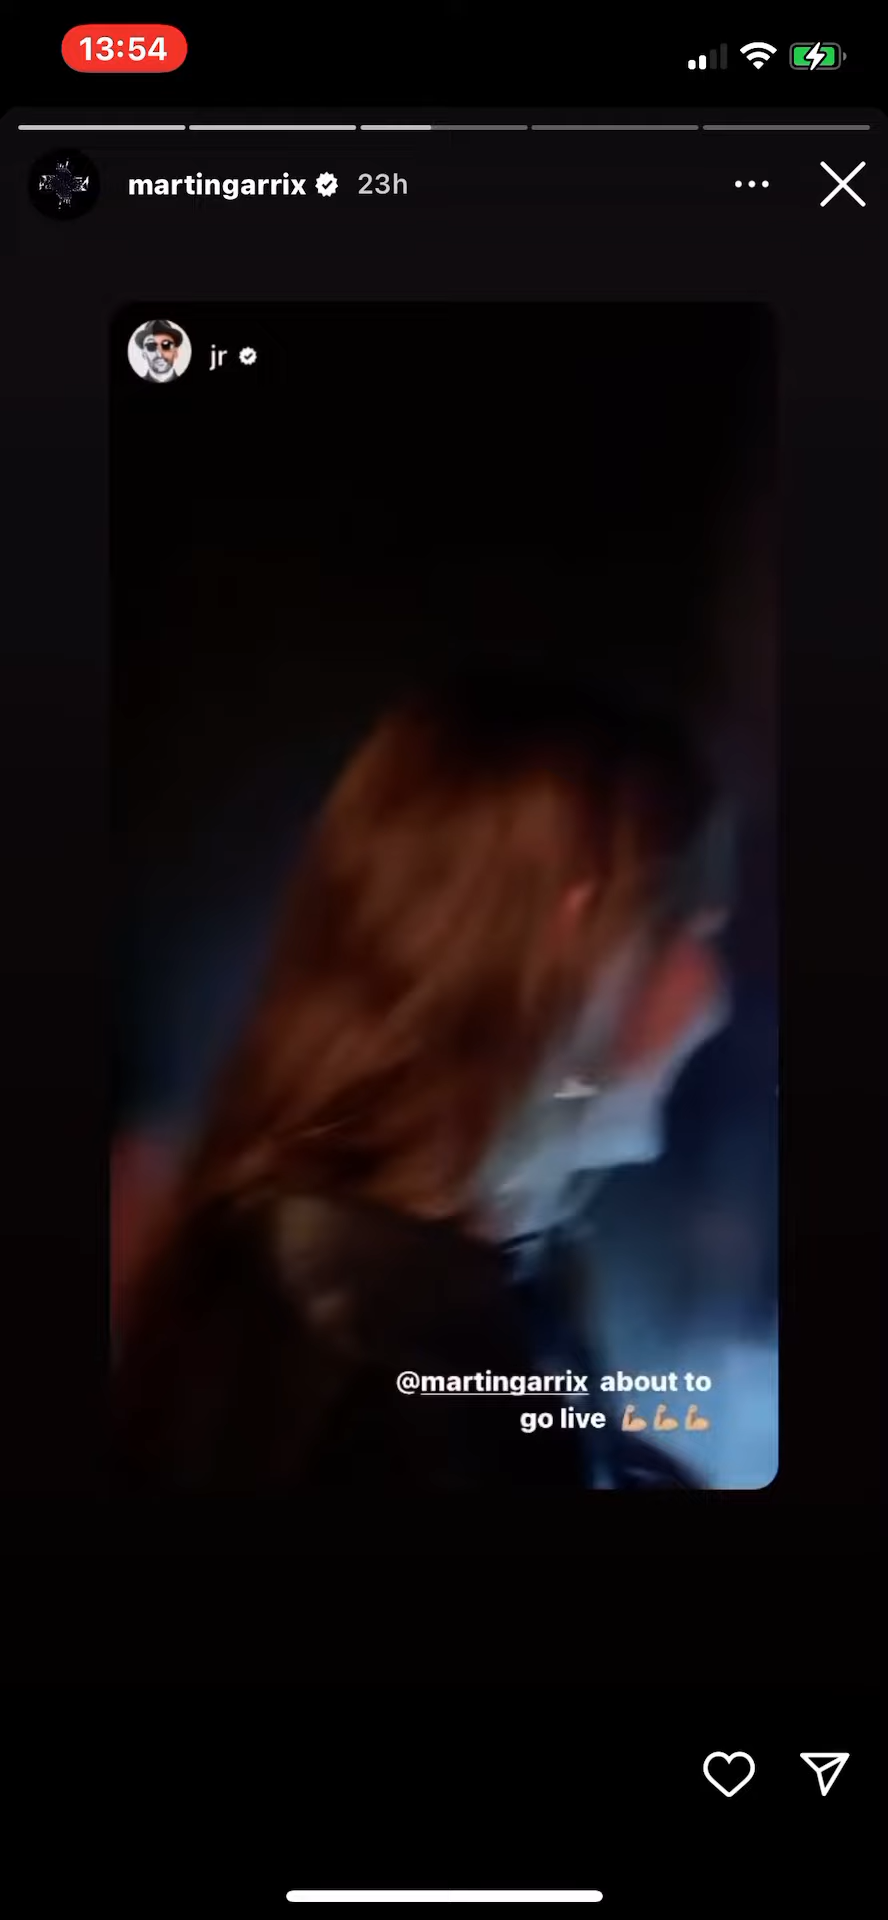 13:54
martingarrix 23h
jr
@martingarrix about to
go live 💪🏼💪🏼💪🏼